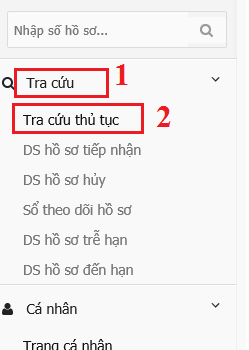 Nhập số hồ sơ...
Tra cứu 1
Tra cứu thủ tục 2
DS hồ sơ tiếp nhận
DS hồ sơ hủy
Sổ theo dõi hồ sơ
DS hồ sơ trễ hạn
DS hồ sơ đến hạn
Cá nhân
Trang cá nhân